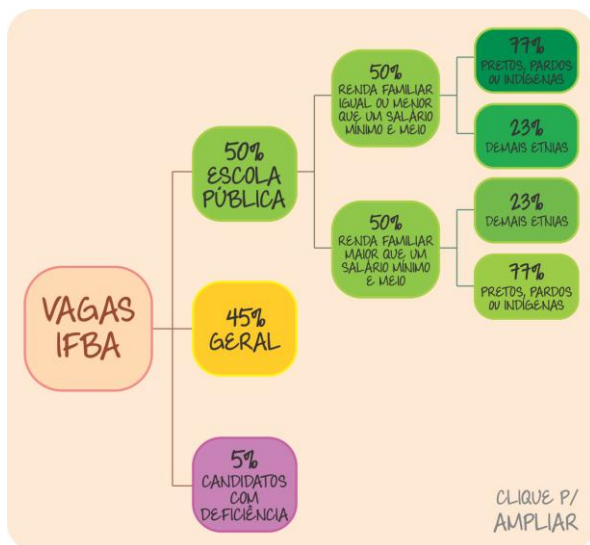 VAGAS
IFBA
50%
ESCOLA
PÚBLICA
50%
RENDA FAMILIAR
IGUAL OU MENOR
QUE UM SALÁRIO
MÍNIMO E MEIO
77%
PRETOS, PARDOS
OU INDÍGENAS
23%
DEMAIS ETNIAS
50%
RENDA FAMILIAR
MAIOR QUE UM
SALÁRIO MÍNIMO
E MEIO
23%
DEMAIS ETNIAS
77%
PRETOS, PARDOS
OU INDÍGENAS
45%
GERAL
5%
CANDIDATOS
COM
DEFICIÊNCIA
CLIQUE P/
AMPLIAR